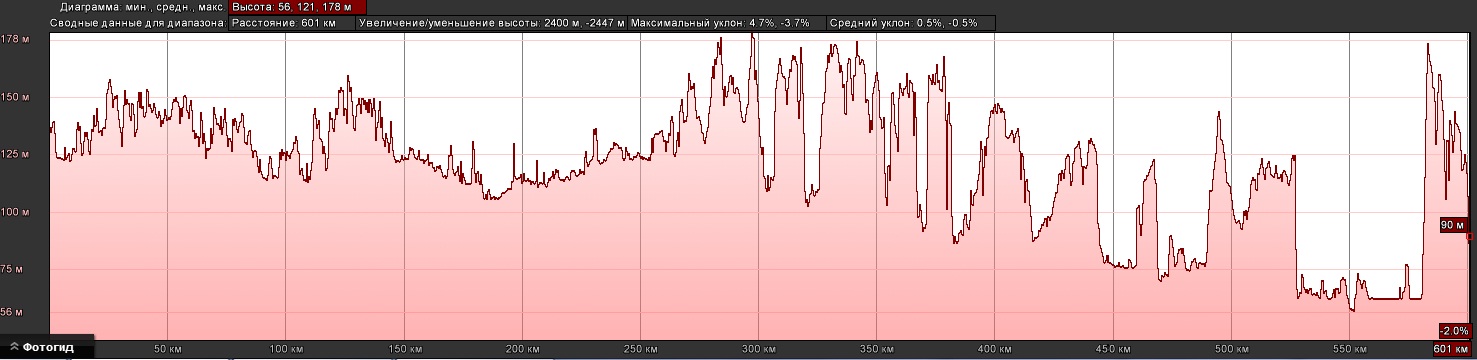 Диаграмма: мин., средн., макс. Высота: 56, 121, 178 м
Сводные данные для диапазона: Расстояние: 601 км Увеличение/уменьшение высоты: 2400 м, -2447 м Максимальный уклон: 4.7%, -3.7% Средний уклон: 0.5%, -0.5%
178 м
150 м
125 м
100 м
90 м
75 м
56 м
-2.0%
Фотогид
50 км 100 км 150 км 200 км 250 км 300 км 350 км 400 км 450 км 500 км 550 км 601 км